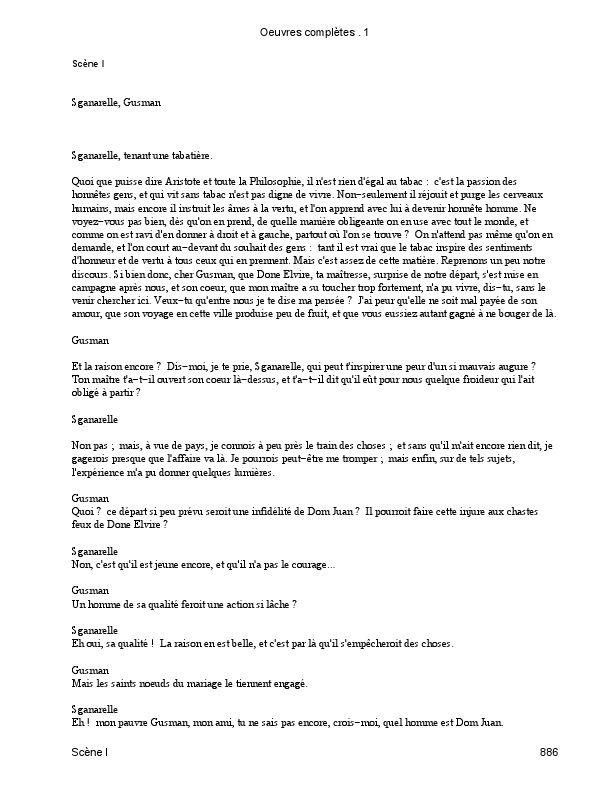 Oeuvres complètes . 1
Scène I
Sganarelle, Gusman
Sganarelle, tenant une tabatière.
Quoi que puisse dire Aristote et toute la Philosophie, il n'est rien d'égal au tabac : c'est la passion des
honnêtes gens, et qui vit sans tabac n'est pas digne de vivre. Non−seulement il réjouit et purge les cerveaux
humains, mais encore il instruit les âmes à la vertu, et l'on apprend avec lui à devenir honnête homme. Ne
voyez−vous pas bien, dès qu'on en prend, de quelle manière obligeante on en use avec tout le monde, et
comme on est ravi d'en donner à droit et à gauche, partout où l'on se trouve ? On n'attend pas même qu'on en
demande, et l'on court au−devant du souhait des gens : tant il est vrai que le tabac inspire des sentiments
d'honneur et de vertu à tous ceux qui en prennent. Mais c'est assez de cette matière. Reprenons un peu notre
discours. Si bien donc, cher Gusman, que Done Elvire, ta maîtresse, surprise de notre départ, s'est mise en
campagne après nous, et son coeur, que mon maître a su toucher trop fortement, n'a pu vivre, dis−tu, sans le
venir chercher ici. Veux−tu qu'entre nous je te dise ma pensée ? J'ai peur qu'elle ne soit mal payée de son
amour, que son voyage en cette ville produise peu de fruit, et que vous eussiez autant gagné à ne bouger de là.
Gusman
Et la raison encore ? Dis−moi, je te prie, Sganarelle, qui peut t'inspirer une peur d'un si mauvais augure ?
Ton maître t'a−t−il ouvert son coeur là−dessus, et t'a−t−il dit qu'il eût pour nous quelque froideur qui l'ait
obligé à partir ?
Sganarelle
Non pas ; mais, à vue de pays, je connois à peu près le train des choses ; et sans qu'il m'ait encore rien dit, je
gagerois presque que l'affaire va là. Je pourrois peut−être me tromper ; mais enfin, sur de tels sujets,
l'expérience m'a pu donner quelques lumières.
Gusman
Quoi ? ce départ si peu prévu seroit une infidélité de Dom Juan ? Il pourroit faire cette injure aux chastes
feux de Done Elvire ?
Sganarelle
Non, c'est qu'il est jeune encore, et qu'il n'a pas le courage...
Gusman
Un homme de sa qualité feroit une action si lâche ?
Sganarelle
Eh oui, sa qualité ! La raison en est belle, et c'est par là qu'il s'empêcheroit des choses.
Gusman
Mais les saints noeuds du mariage le tiennent engagé.
Sganarelle
Eh ! mon pauvre Gusman, mon ami, tu ne sais pas encore, crois−moi, quel homme est Dom Juan.
Scène I 886